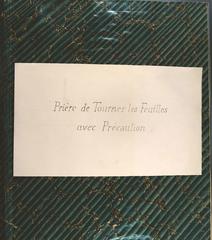 Prière de Tourner les Feuilles
avec Précaution.